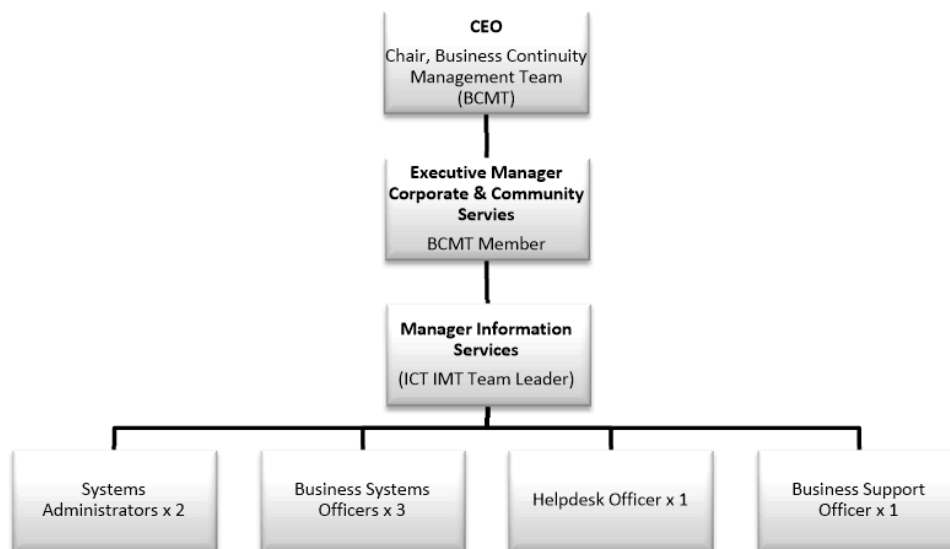 CEO
Chair, Business Continuity
Management Team
(BCMT)
Executive Manager
Corporate & Community
Servies
BCMT Member
Manager Information
Services
(ICT IMT Team Leader)
Systems
Administrators x 2
Business Systems
Officers x 3
Helpdesk Officer x 1
Business Support
Officer x 1